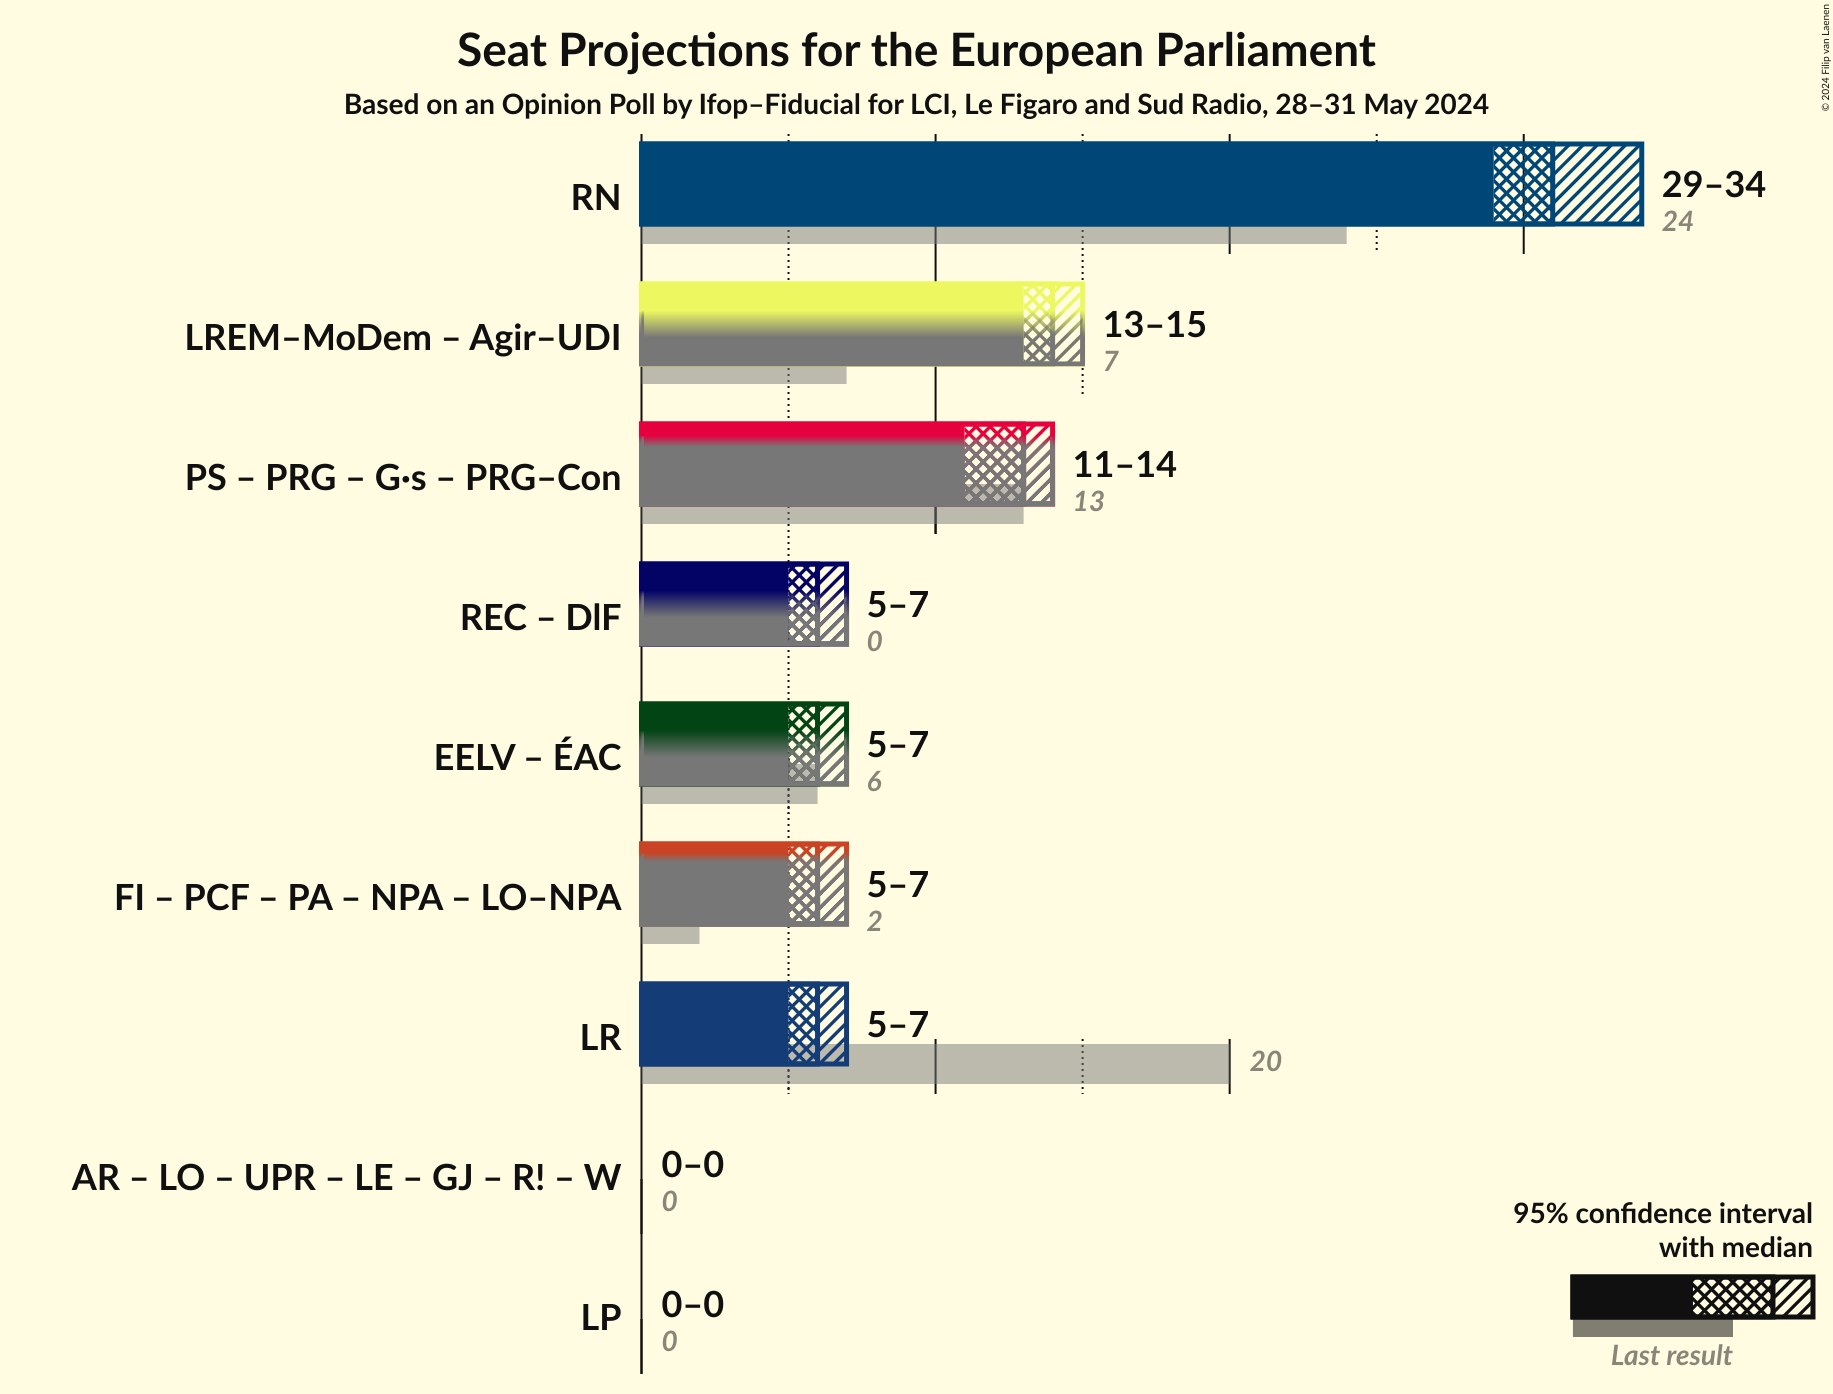 Seat Projections for the European Parliament
Based on an Opinion Poll by Ifop–Fiducial for LCI, Le Figaro and Sud Radio, 28–31 May 2024
© 2024 Filip van Laenen
RN
29–34
24
LREM–MoDem – Agir–UDI
13–15
7
PS – PRG – G·s – PRG–Con
11–14
13
REC – DlF
5–7
0
EELV – ÉAC
5–7
6
FI – PCF – PA – NPA – LO–NPA
5–7
2
LR
5–7
20
AR – LO – UPR – LE – GJ – R! – W
0–0
0
LP
0–0
0
95% confidence interval
with median
Last result